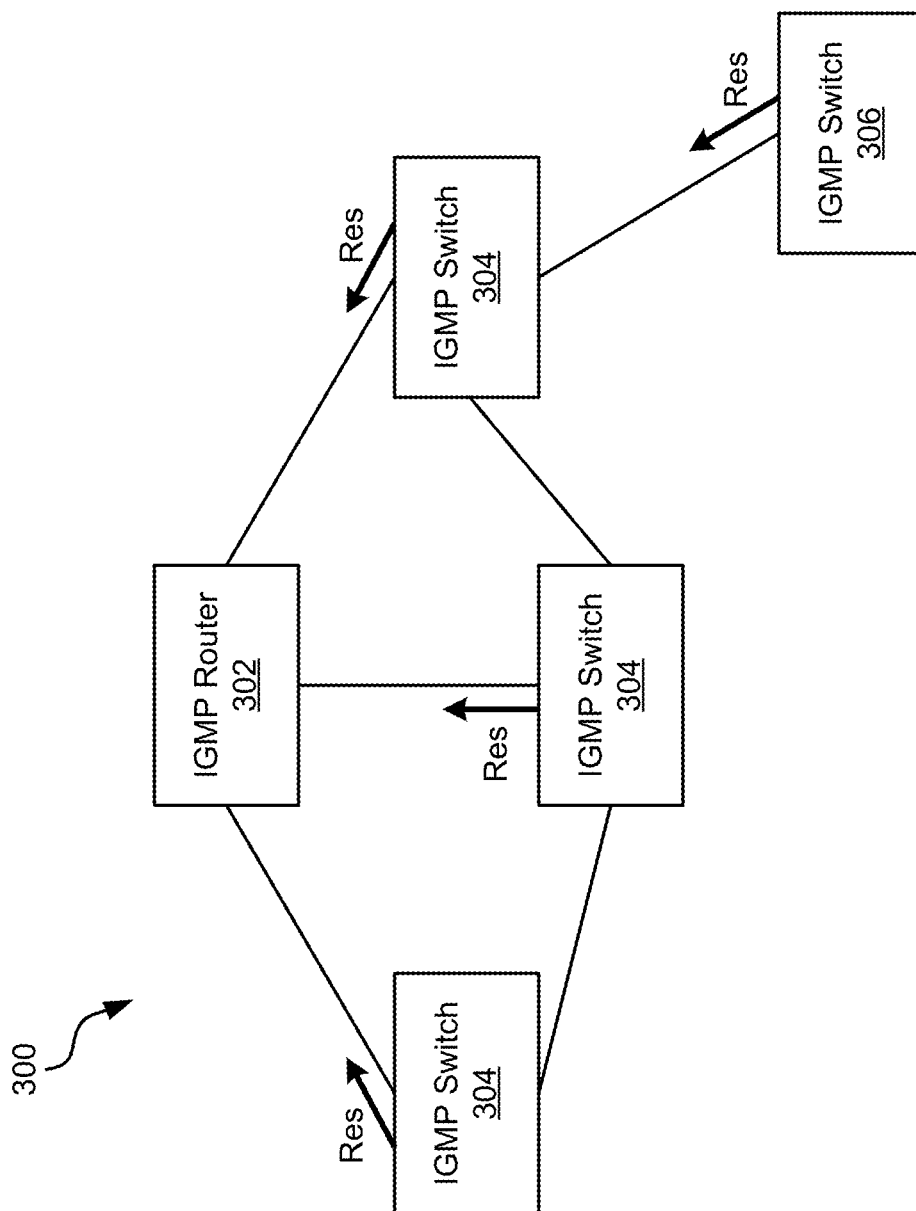 300
IGMP Router
302
Res
IGMP Switch
304
Res
IGMP Switch
304
Res
IGMP Switch
304
Res
IGMP Switch
306